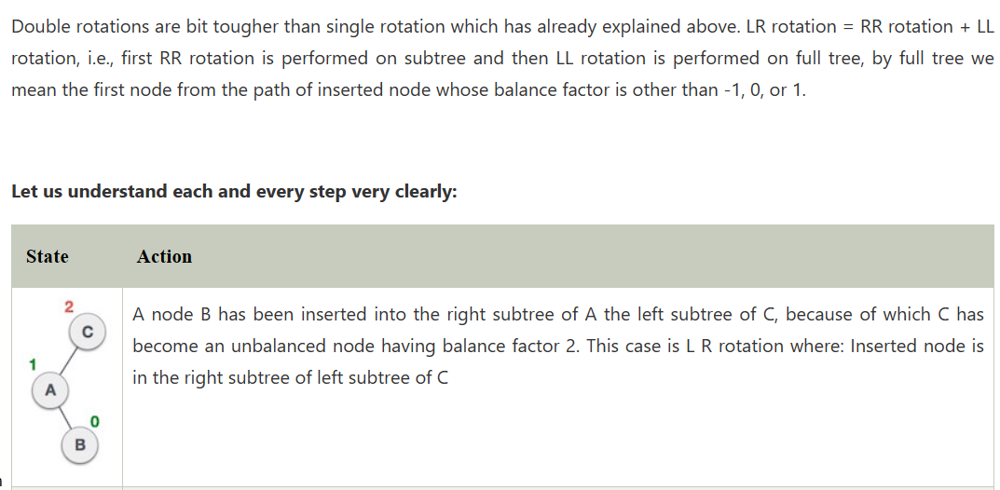 Double rotations are bit tougher than single rotation which has already explained above. LR rotation = RR rotation + LL
rotation, i.e., first RR rotation is performed on subtree and then LL rotation is performed on full tree, by full tree we
mean the first node from the path of inserted node whose balance factor is other than -1, 0, or 1.
Let us understand each and every step very clearly:
State Action
2
C
1
A
0
B
A node B has been inserted into the right subtree of A the left subtree of C, because of which C has
become an unbalanced node having balance factor 2. This case is L R rotation where: Inserted node is
in the right subtree of left subtree of C